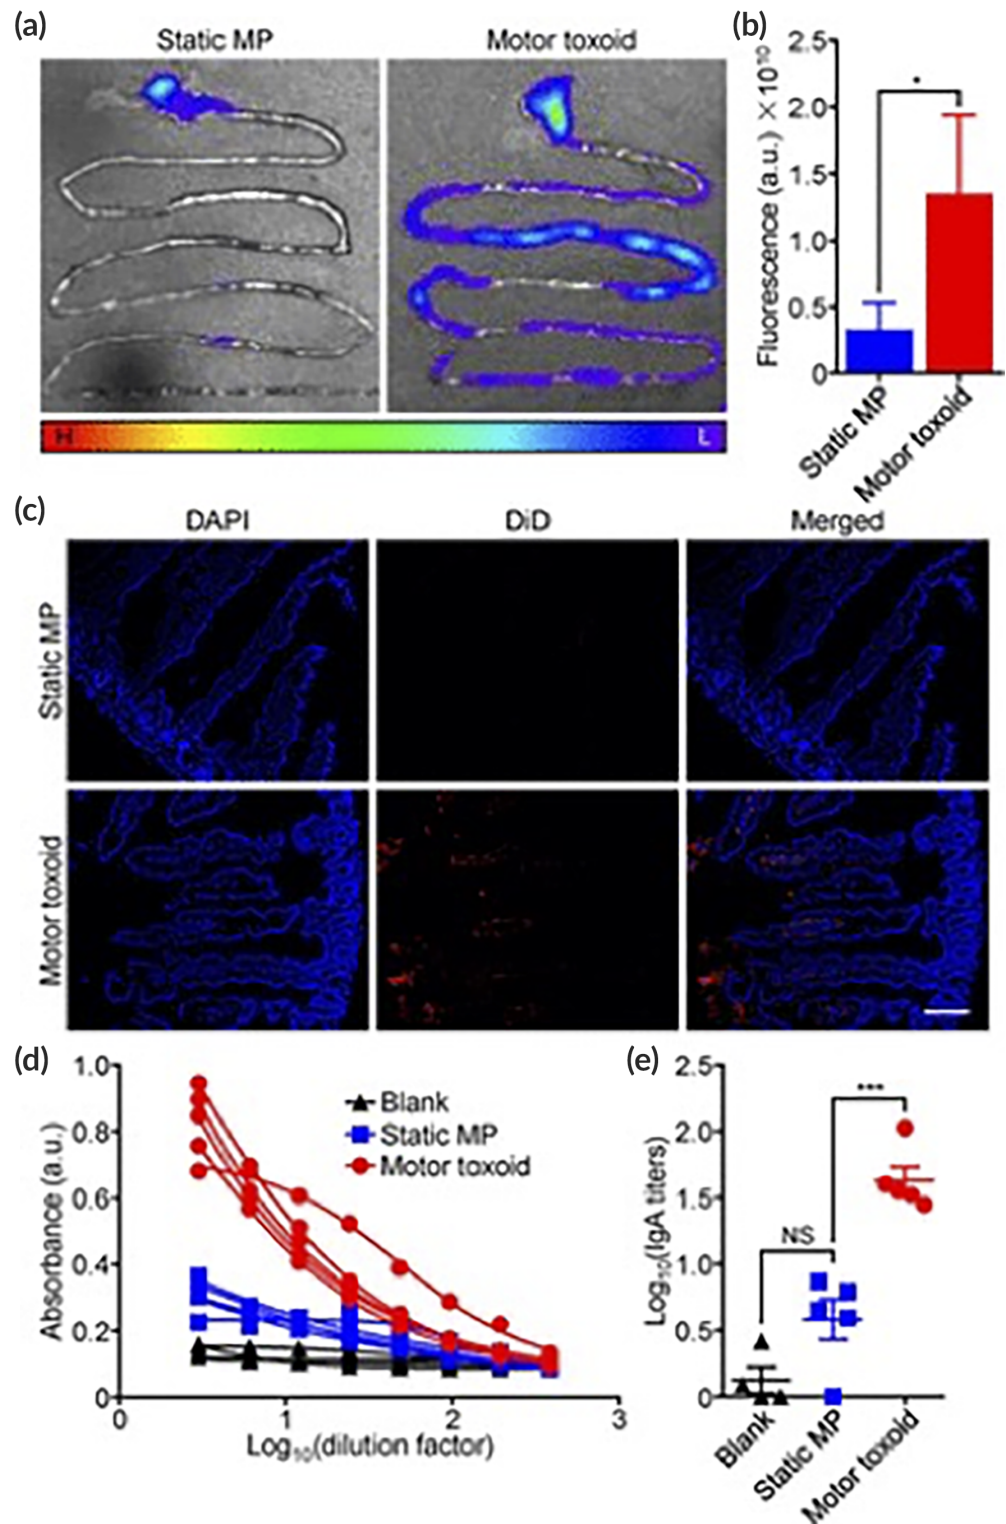 (a)
Static MP
Motor toxoid
H
L
(b)
Fluorescence (a.u.) ×10¹⁰
2.5
2.0
1.5
1.0
0.5
0
*
Static MP
Motor toxoid
(c)
DAPI
DiD
Merged
Static MP
Motor toxoid
(d)
Absorbance (a.u.)
1.0
0.8
0.6
0.4
0.2
0
0
1
2
3
Log₁₀(dilution factor)
Blank
Static MP
Motor toxoid
(e)
Log₁₀(IgA titers)
2.5
2.0
1.5
1.0
0.5
0
NS
***
Blank
Static MP
Motor toxoid